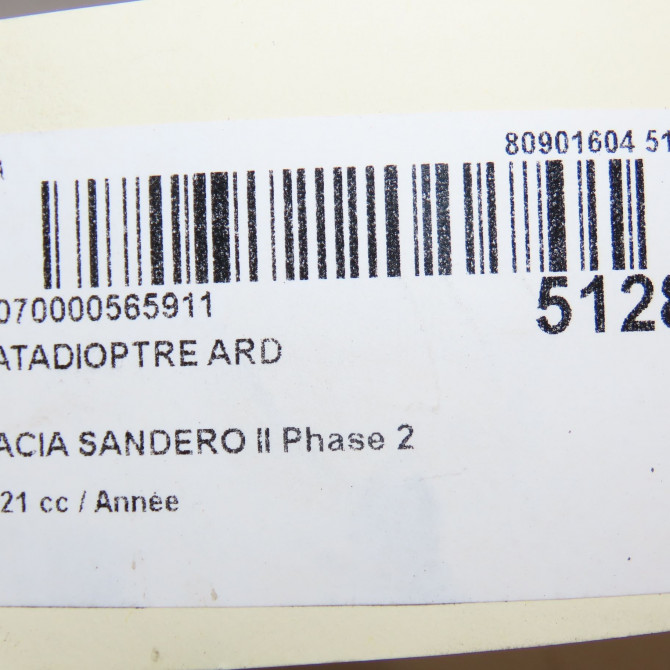 80901604 51
070000565911
5128
ATADIOPTRE ARD
ACIA SANDERO II Phase 2
21 cc / Année